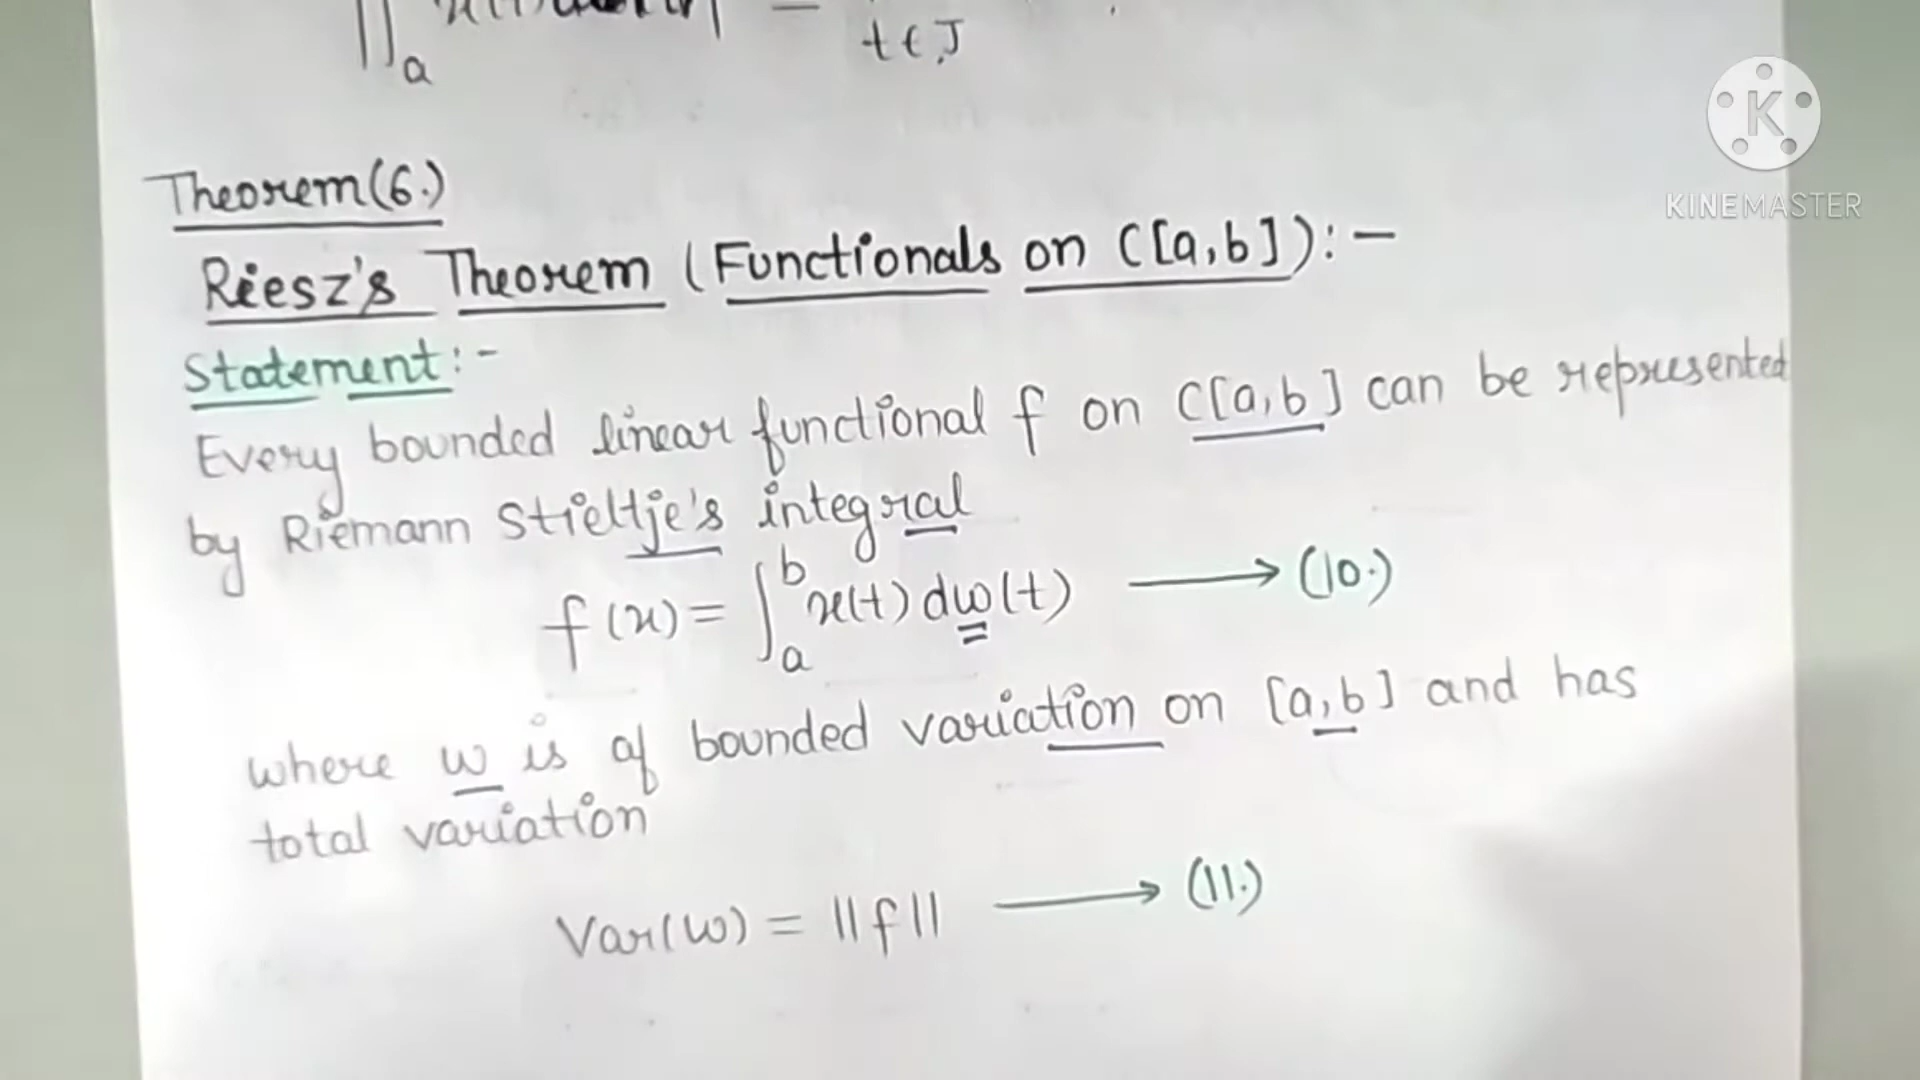 a
t∈J
K
KINEMASTER
Theorem(6.)
Riesz's Theorem (Functionals on C[a,b]):-
Statement:-
Every bounded linear functional f on C[a,b] can be represented
by Riemann Stieltje's integral
f(x) = ∫_a^b x(t) dw(t) ⟶ (10.)
where w is of bounded variation on [a,b] and has
total variation
Var(w) = ||f|| ⟶ (11.)